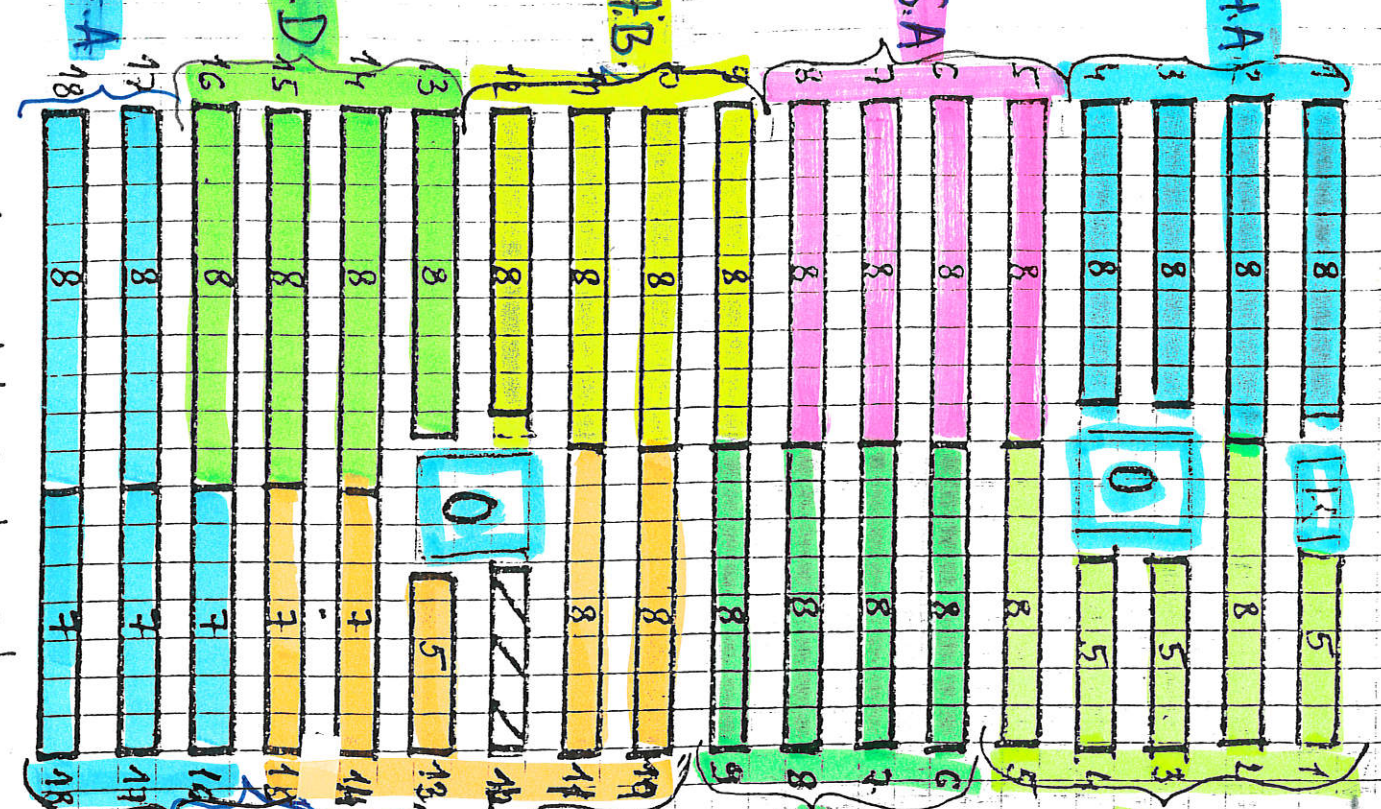 1 8 K 5 1
.A. 2 8 8 2
3 8 O 5 3
4 8 5 4
5 8 8 5
6 8 8 6
.A 7 8 8 7
8 8 8 8
9 8 8 9
10 8 8 10
.B. 11 8 8 11
12 8 12
13 8 O 5 13
14 8 7 14
.D 15 8 7 15
16 8 7 16
17 8 7 17
.A 18 8 7 18